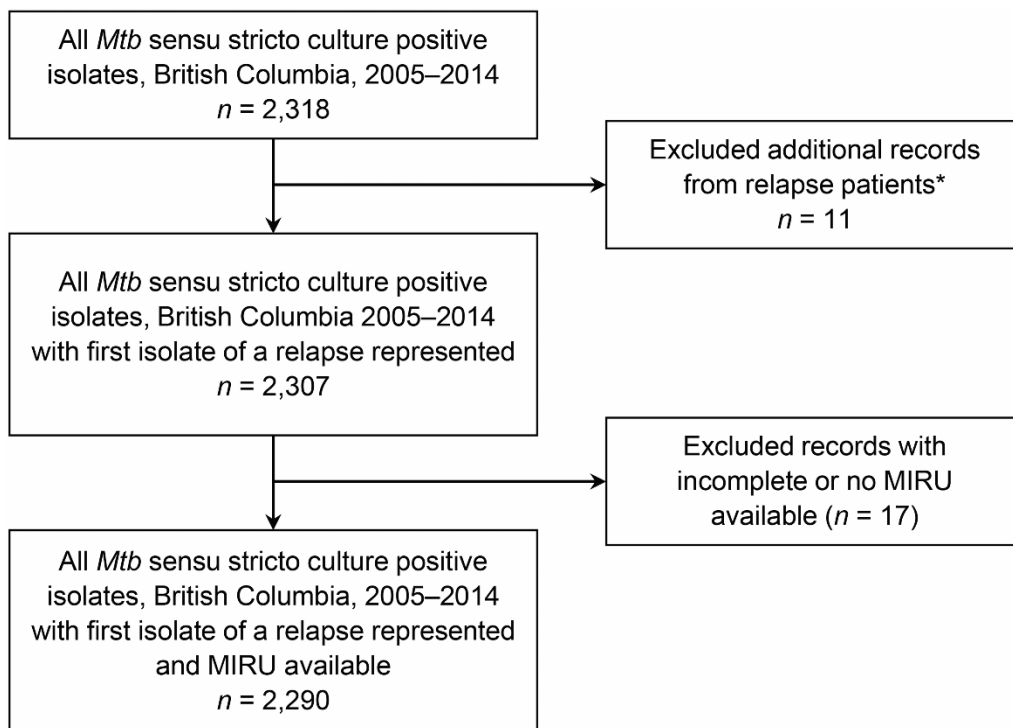 All Mtb sensu stricto culture positive
isolates, British Columbia, 2005–2014
n = 2,318
Excluded additional records
from relapse patients*
n = 11
All Mtb sensu stricto culture positive
isolates, British Columbia 2005–2014
with first isolate of a relapse represented
n = 2,307
Excluded records with
incomplete or no MIRU
available (n = 17)
All Mtb sensu stricto culture positive
isolates, British Columbia, 2005–2014
with first isolate of a relapse represented
and MIRU available
n = 2,290